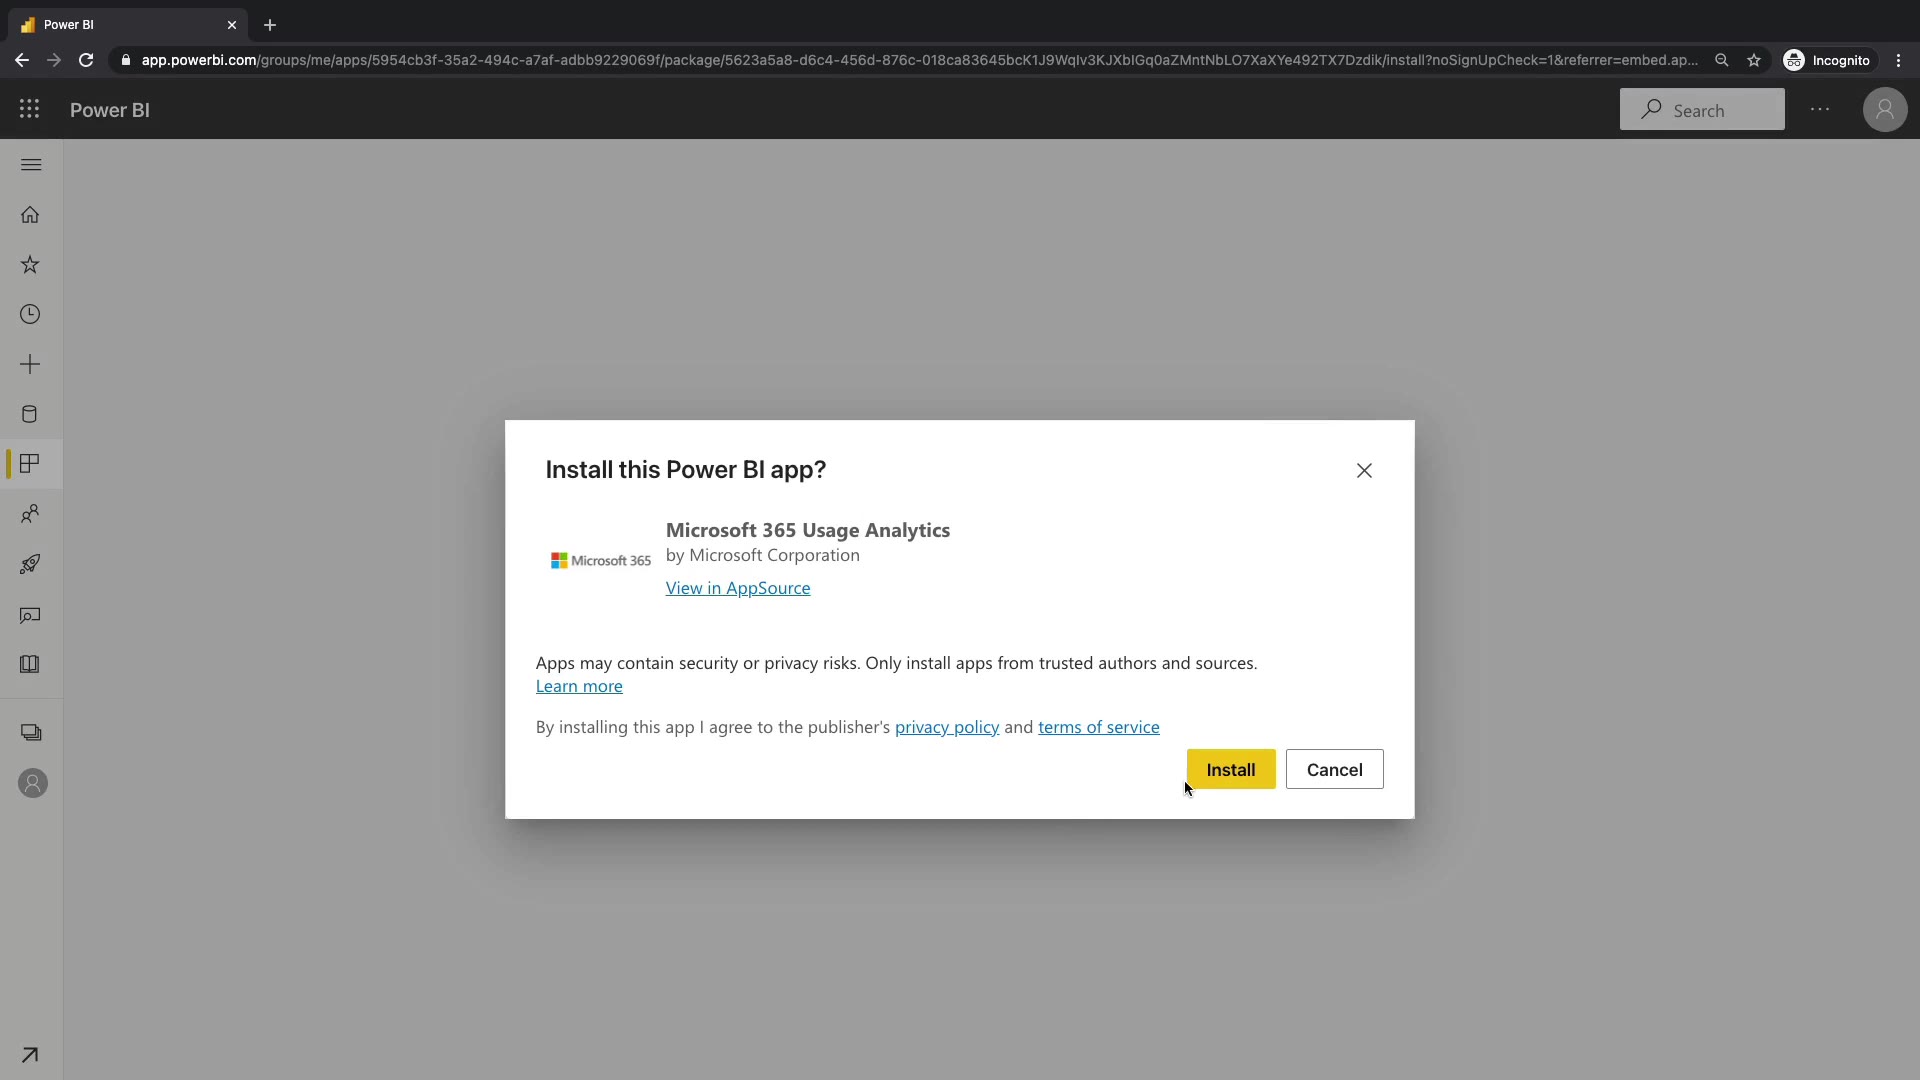 Power BI
app.powerbi.com/groups/me/apps/5954cb3f-35a2-494c-a7af-adbb9229069f/package/5623a5a8-d6c4-456d-876c-018ca83645bcK1J9WqIv3KJXbIGq0aZMntNbLO7XaXYe492TX7Dzdik/install?noSignUpCheck=1&referrer=embed.ap...
Incognito
Power BI
Search
Install this Power BI app?
Microsoft 365
Microsoft 365 Usage Analytics
by Microsoft Corporation
View in AppSource
Apps may contain security or privacy risks. Only install apps from trusted authors and sources.
Learn more
By installing this app I agree to the publisher's privacy policy and terms of service
Install
Cancel